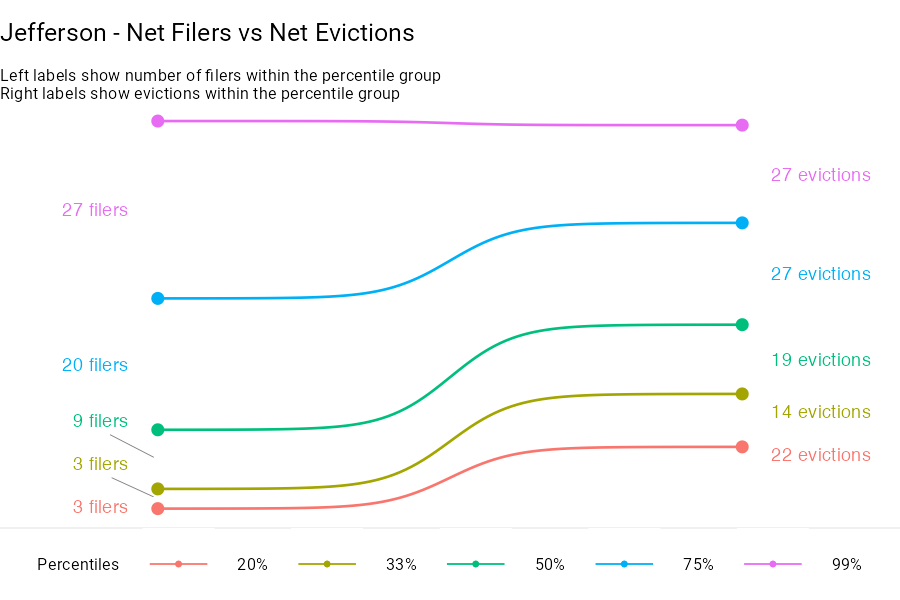 Jefferson - Net Filers vs Net Evictions
Left labels show number of filers within the percentile group
Right labels show evictions within the percentile group
27 evictions
27 filers
27 evictions
20 filers
19 evictions
14 evictions
9 filers
22 evictions
3 filers
3 filers
Percentiles 20% 33% 50% 75% 99%